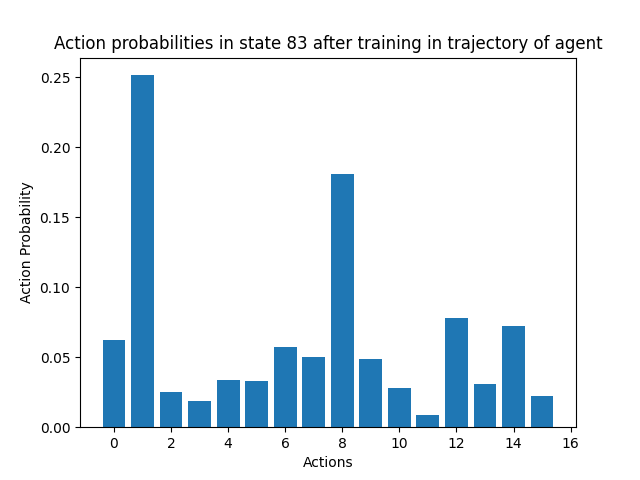 Action probabilities in state 83 after training in trajectory of agent
0.25
0.20
0.15
0.10
0.05
0.00
Action Probability
0 2 4 6 8 10 12 14 16
Actions